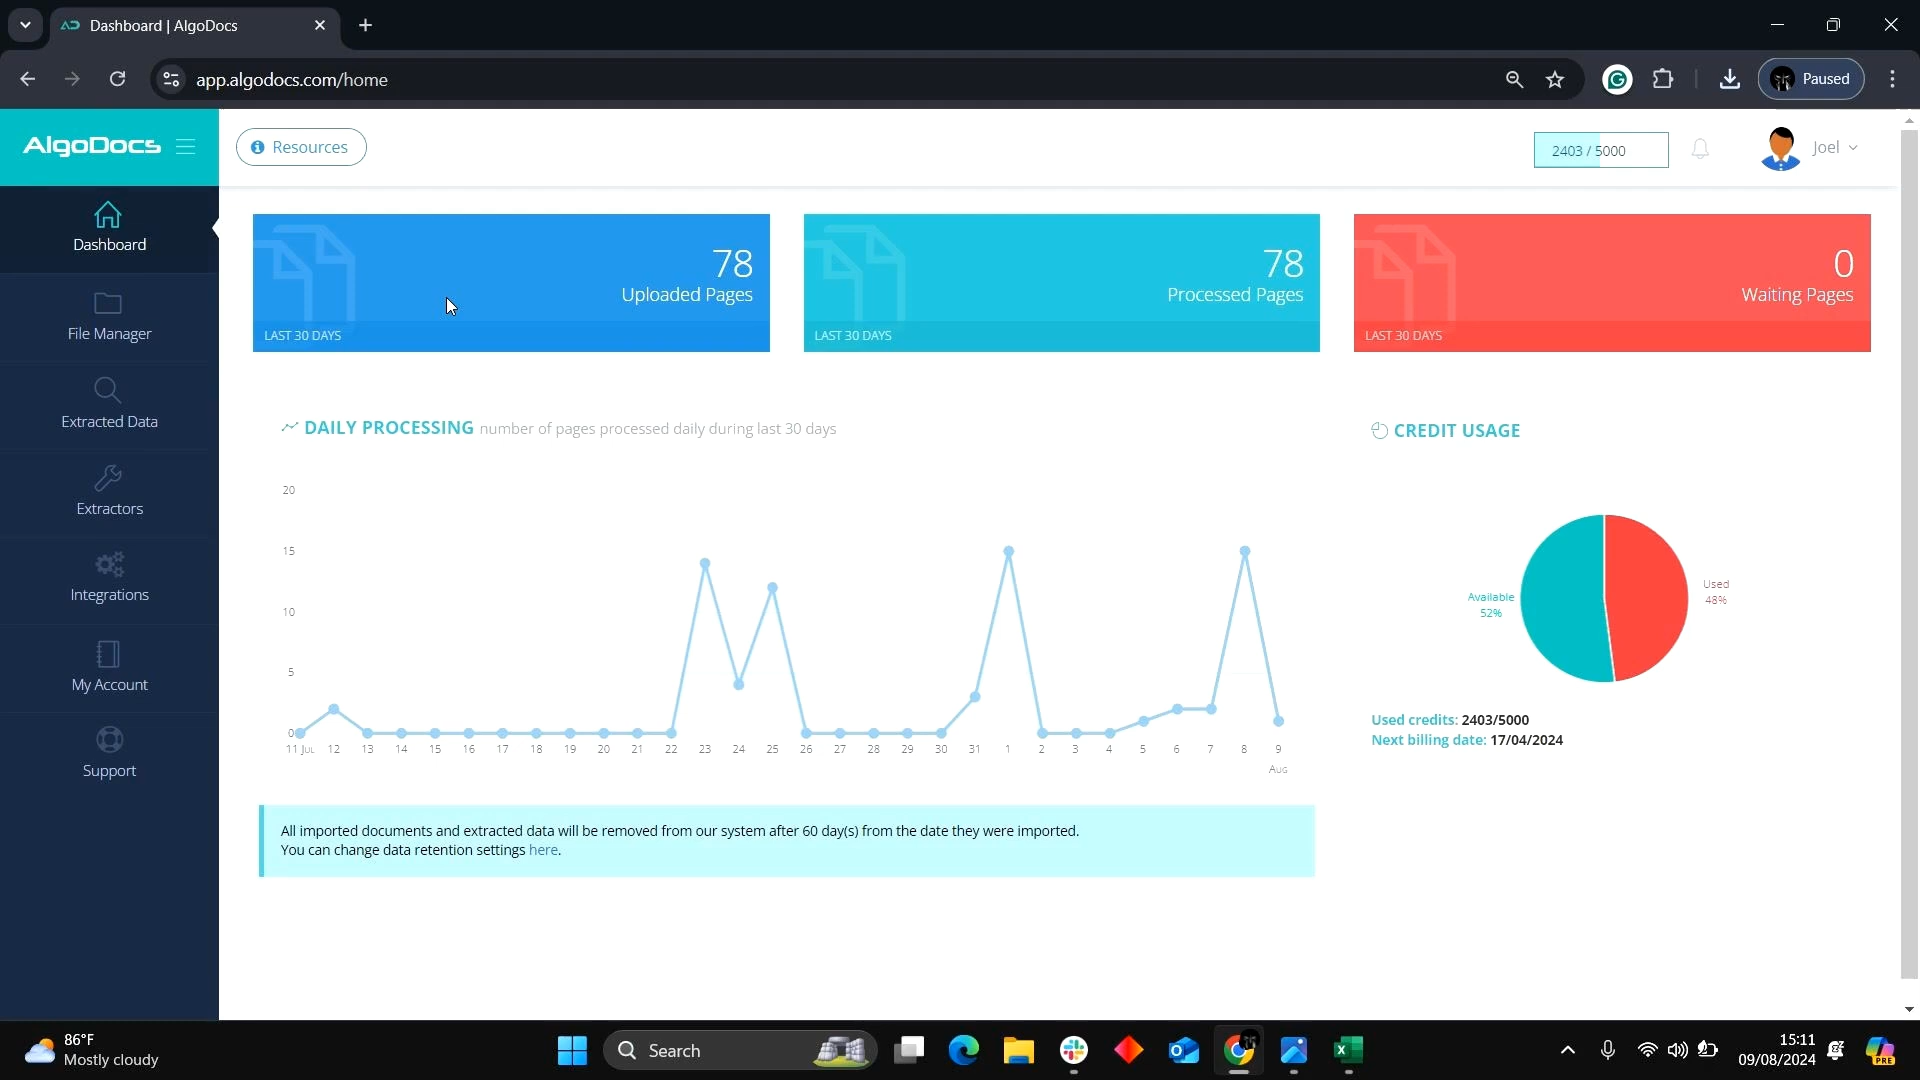 Dashboard | AlgoDocs
app.algodocs.com/home
Paused
AlgoDocs
Resources
2403 / 5000
Joel
Dashboard
File Manager
Extracted Data
Extractors
Integrations
My Account
Support
78
Uploaded Pages
LAST 30 DAYS
78
Processed Pages
LAST 30 DAYS
0
Waiting Pages
LAST 30 DAYS
DAILY PROCESSING number of pages processed daily during last 30 days
20
15
10
5
0
11 Jul 12 13 14 15 16 17 18 19 20 21 22 23 24 25 26 27 28 29 30 31 1 2 3 4 5 6 7 8 9
Aug
CREDIT USAGE
Available
52%
Used
48%
Used credits: 2403/5000
Next billing date: 17/04/2024
All imported documents and extracted data will be removed from our system after 60 day(s) from the date they were imported.
You can change data retention settings here.
86°F
Mostly cloudy
Search
15:11
09/08/2024
PRE